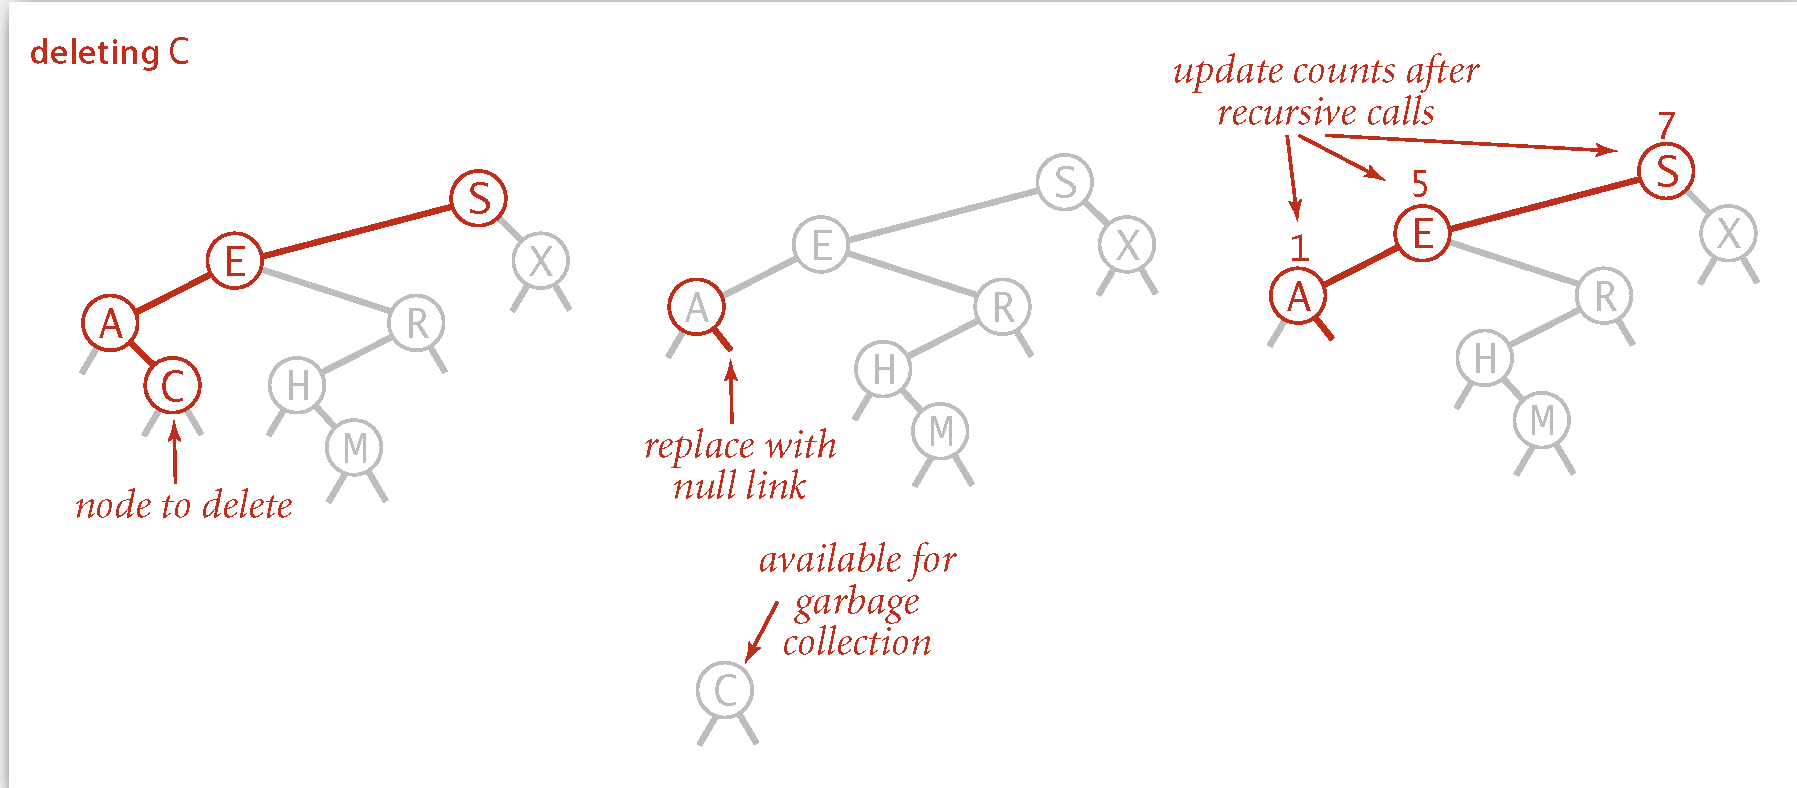 deleting C
S
E
X
A
R
C
H
M
node to delete
S
E
X
A
R
H
M
replace with
null link
available for
garbage
collection
C
update counts after
recursive calls
7
S
5
E
X
1
A
R
H
M